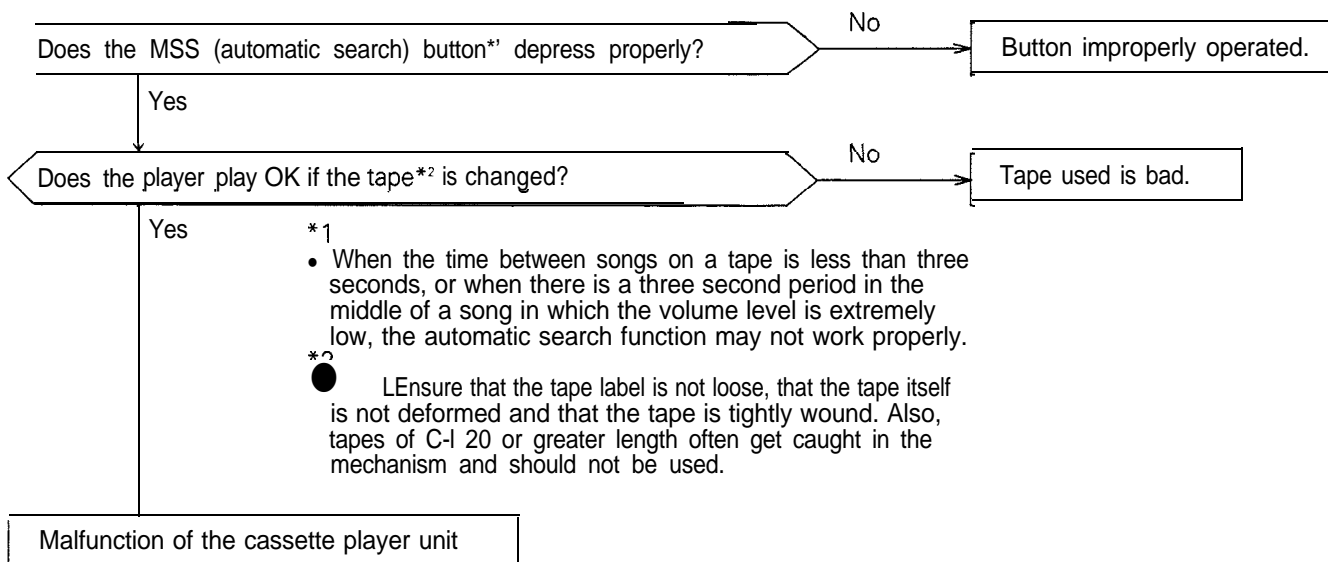 No
Does the MSS (automatic search) button*' depress properly?
Button improperly operated.
Yes
No
Does the player play OK if the tape*2 is changed?
Tape used is bad.
Yes
*1
• When the time between songs on a tape is less than three
seconds, or when there is a three second period in the
middle of a song in which the volume level is extremely
low, the automatic search function may not work properly.
*2
● LEnsure that the tape label is not loose, that the tape itself
is not deformed and that the tape is tightly wound. Also,
tapes of C-I 20 or greater length often get caught in the
mechanism and should not be used.
Malfunction of the cassette player unit